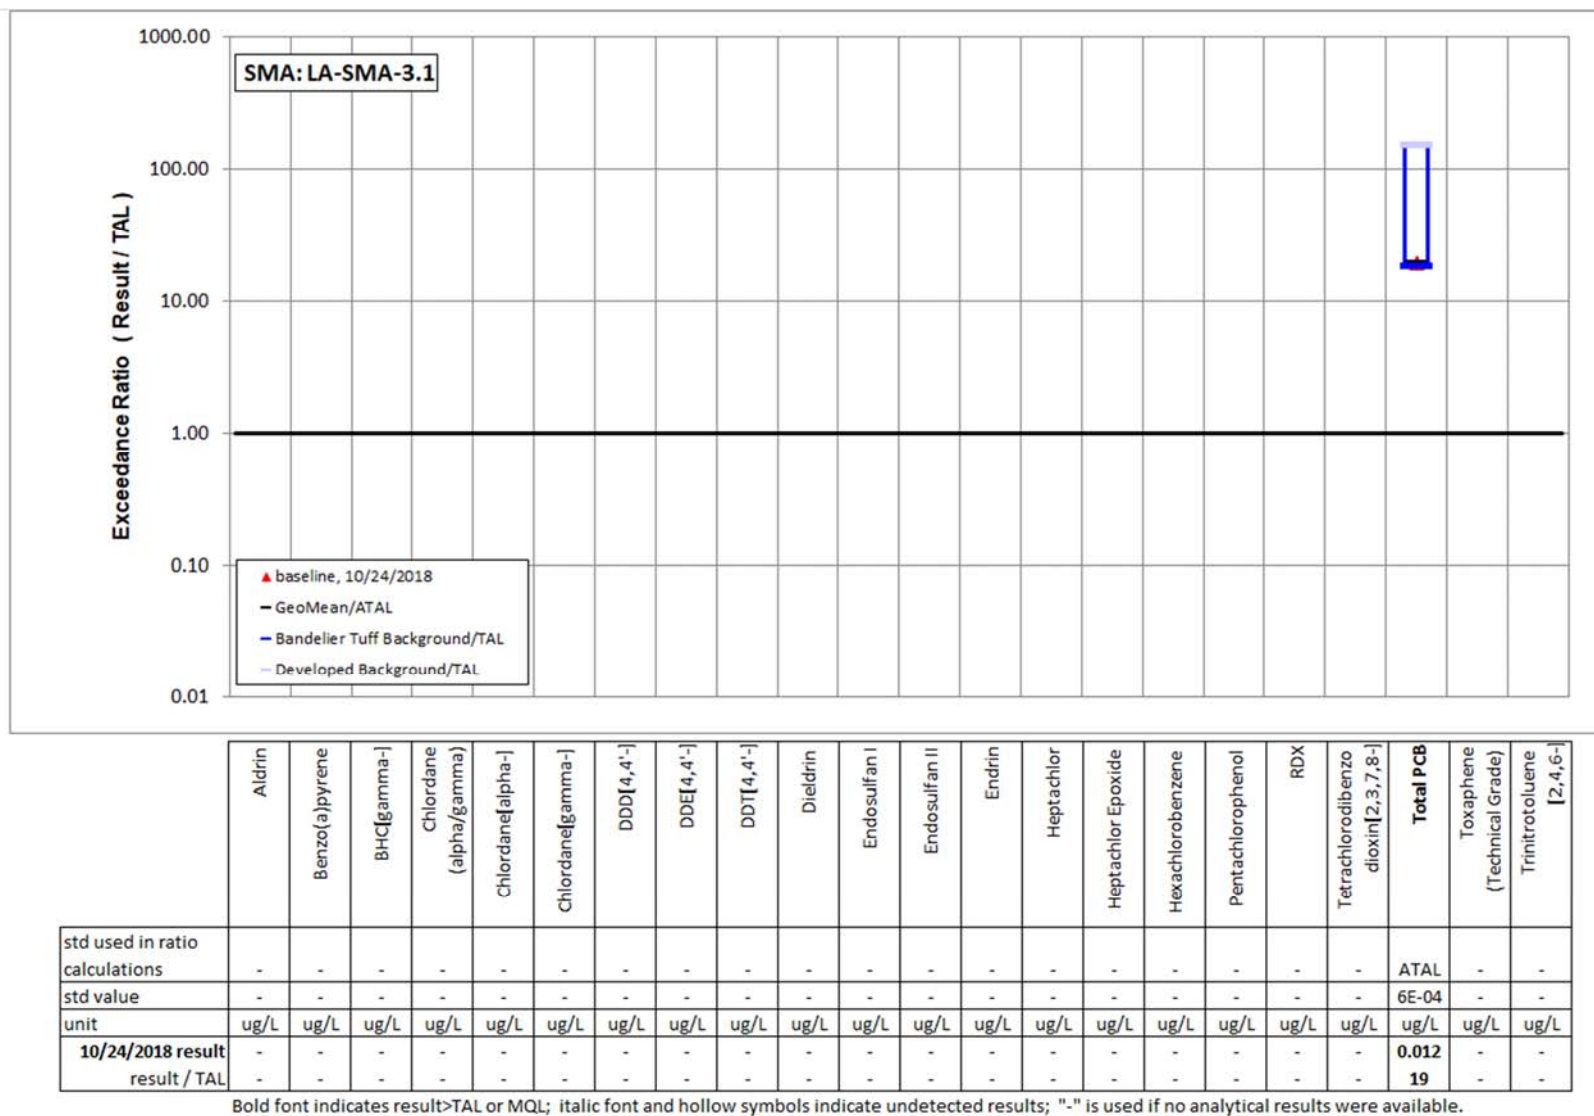 1000.00
SMA: LA-SMA-3.1
100.00
10.00
1.00
0.10
0.01
Exceedance Ratio ( Result / TAL )
baseline, 10/24/2018
GeoMean/ATAL
Bandelier Tuff Background/TAL
Developed Background/TAL
Aldrin
Benzo(a)pyrene
BHC[gamma-]
Chlordane
(alpha/gamma)
Chlordane[alpha-]
Chlordane[gamma-]
DDD[4,4'-]
DDE[4,4'-]
DDT[4,4'-]
Dieldrin
Endosulfan I
Endosulfan II
Endrin
Heptachlor
Heptachlor Epoxide
Hexachlorobenzene
Pentachlorophenol
RDX
Tetrachlorodibenzo
dioxin[2,3,7,8-]
Total PCB
Toxaphene
(Technical Grade)
Trinitrotoluene
[2,4,6-]
std used in ratio
calculations - - - - - - - - - - - - - - - - - - - ATAL - -
std value - - - - - - - - - - - - - - - - - - - 6E-04 - -
unit ug/L ug/L ug/L ug/L ug/L ug/L ug/L ug/L ug/L ug/L ug/L ug/L ug/L ug/L ug/L ug/L ug/L ug/L ug/L ug/L ug/L ug/L
10/24/2018 result - - - - - - - - - - - - - - - - - - - 0.012 - -
result / TAL - - - - - - - - - - - - - - - - - - - 19 - -
Bold font indicates result>TAL or MQL; italic font and hollow symbols indicate undetected results; "-" is used if no analytical results were available.